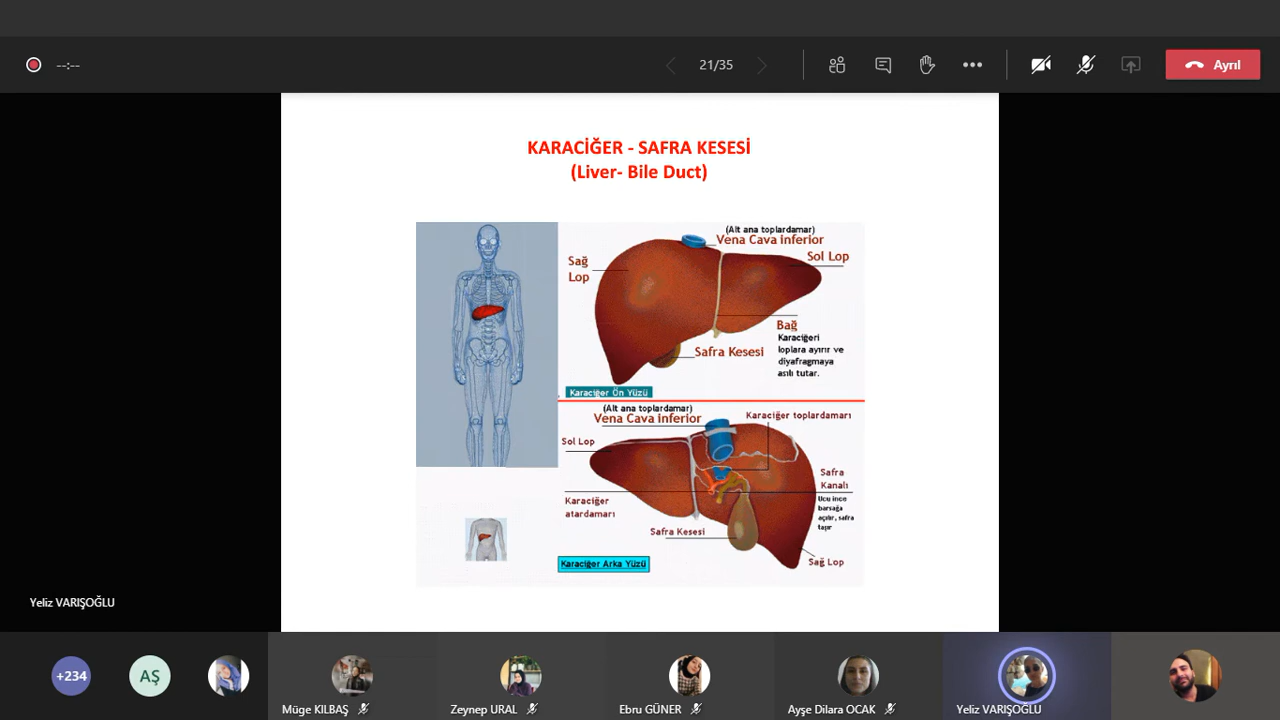 --:--
21/35
Ayrıl
KARACİĞER - SAFRA KESESİ
(Liver- Bile Duct)
(Alt ana toplardamar)
Vena Cava inferior
Sağ
Lop
Sol Lop
Bağ
Karaciğeri
loplara ayırır ve
diyafragmaya
asılı tutar.
Safra Kesesi
Karaciğer Ön Yüzü
(Alt ana toplardamar)
Vena Cava inferior
Karaciğer toplardamarı
Sol Lop
Safra
Kanalı
Ucu ince
barsağa
açılır, safra
taşır
Karaciğer
atardamarı
Safra Kesesi
Sağ Lop
Karaciğer Arka Yüzü
Yeliz VARIŞOĞLU
+234
AŞ
Müge KILBAŞ
Zeynep URAL
Ebru GÜNER
Ayşe Dilara OCAK
Yeliz VARIŞOĞLU